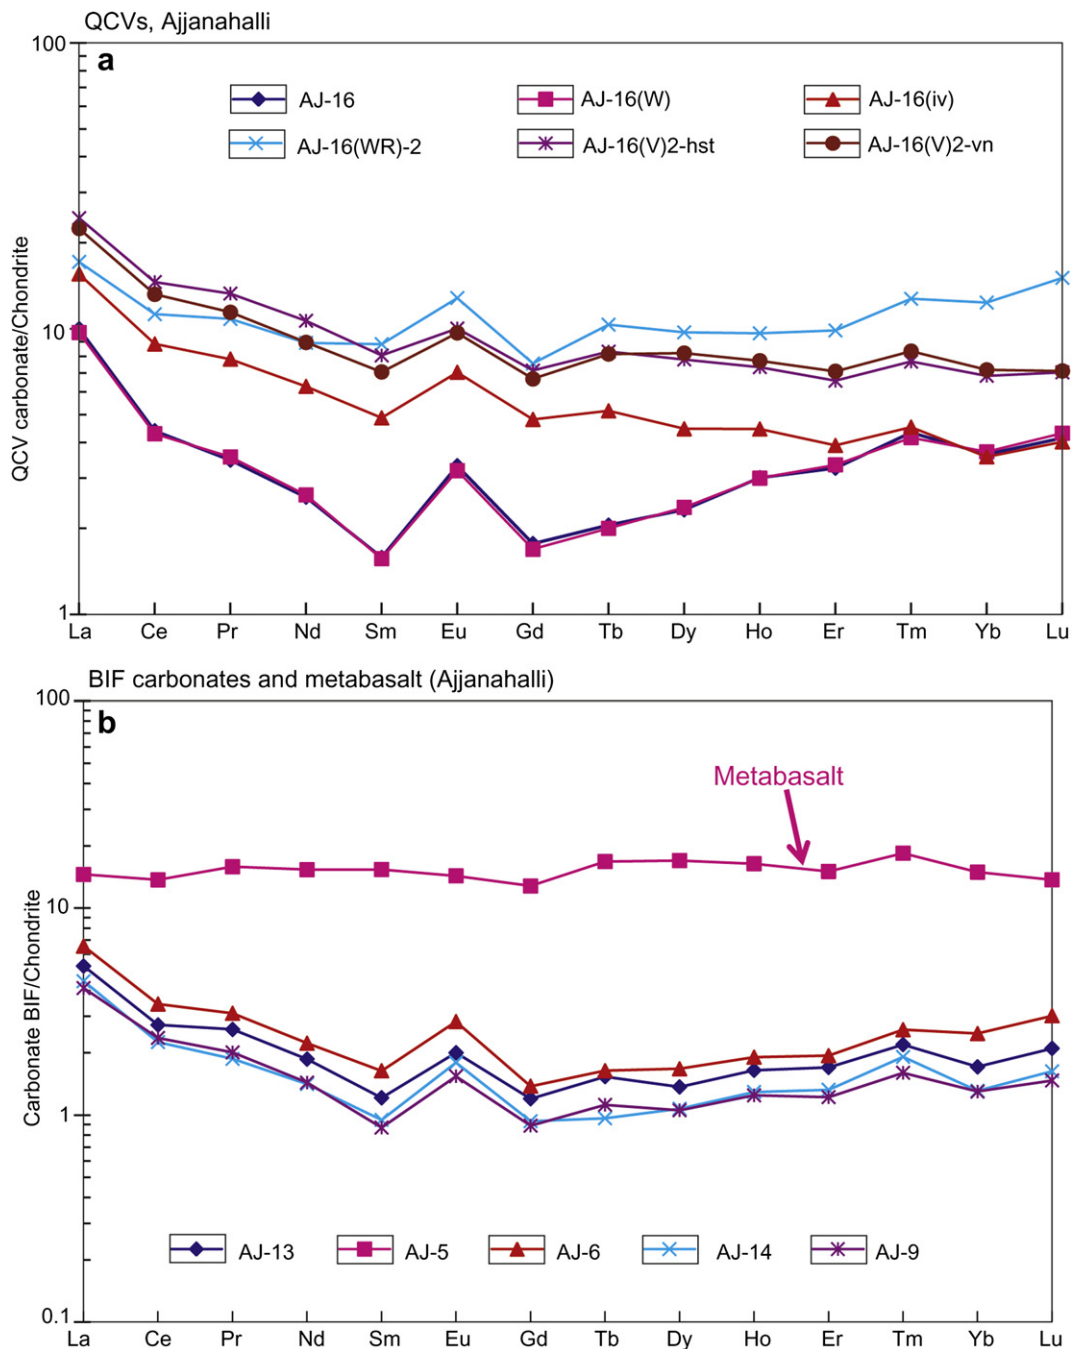 QCVs, Ajjanahalli
100
a
AJ-16
AJ-16(W)
AJ-16(iv)
AJ-16(WR)-2
AJ-16(V)2-hst
AJ-16(V)2-vn
QCV carbonate/Chondrite
10
1
La Ce Pr Nd Sm Eu Gd Tb Dy Ho Er Tm Yb Lu
BIF carbonates and metabasalt (Ajjanahalli)
100
b
Metabasalt
Carbonate BIF/Chondrite
10
1
AJ-13 AJ-5 AJ-6 AJ-14 AJ-9
0.1
La Ce Pr Nd Sm Eu Gd Tb Dy Ho Er Tm Yb Lu